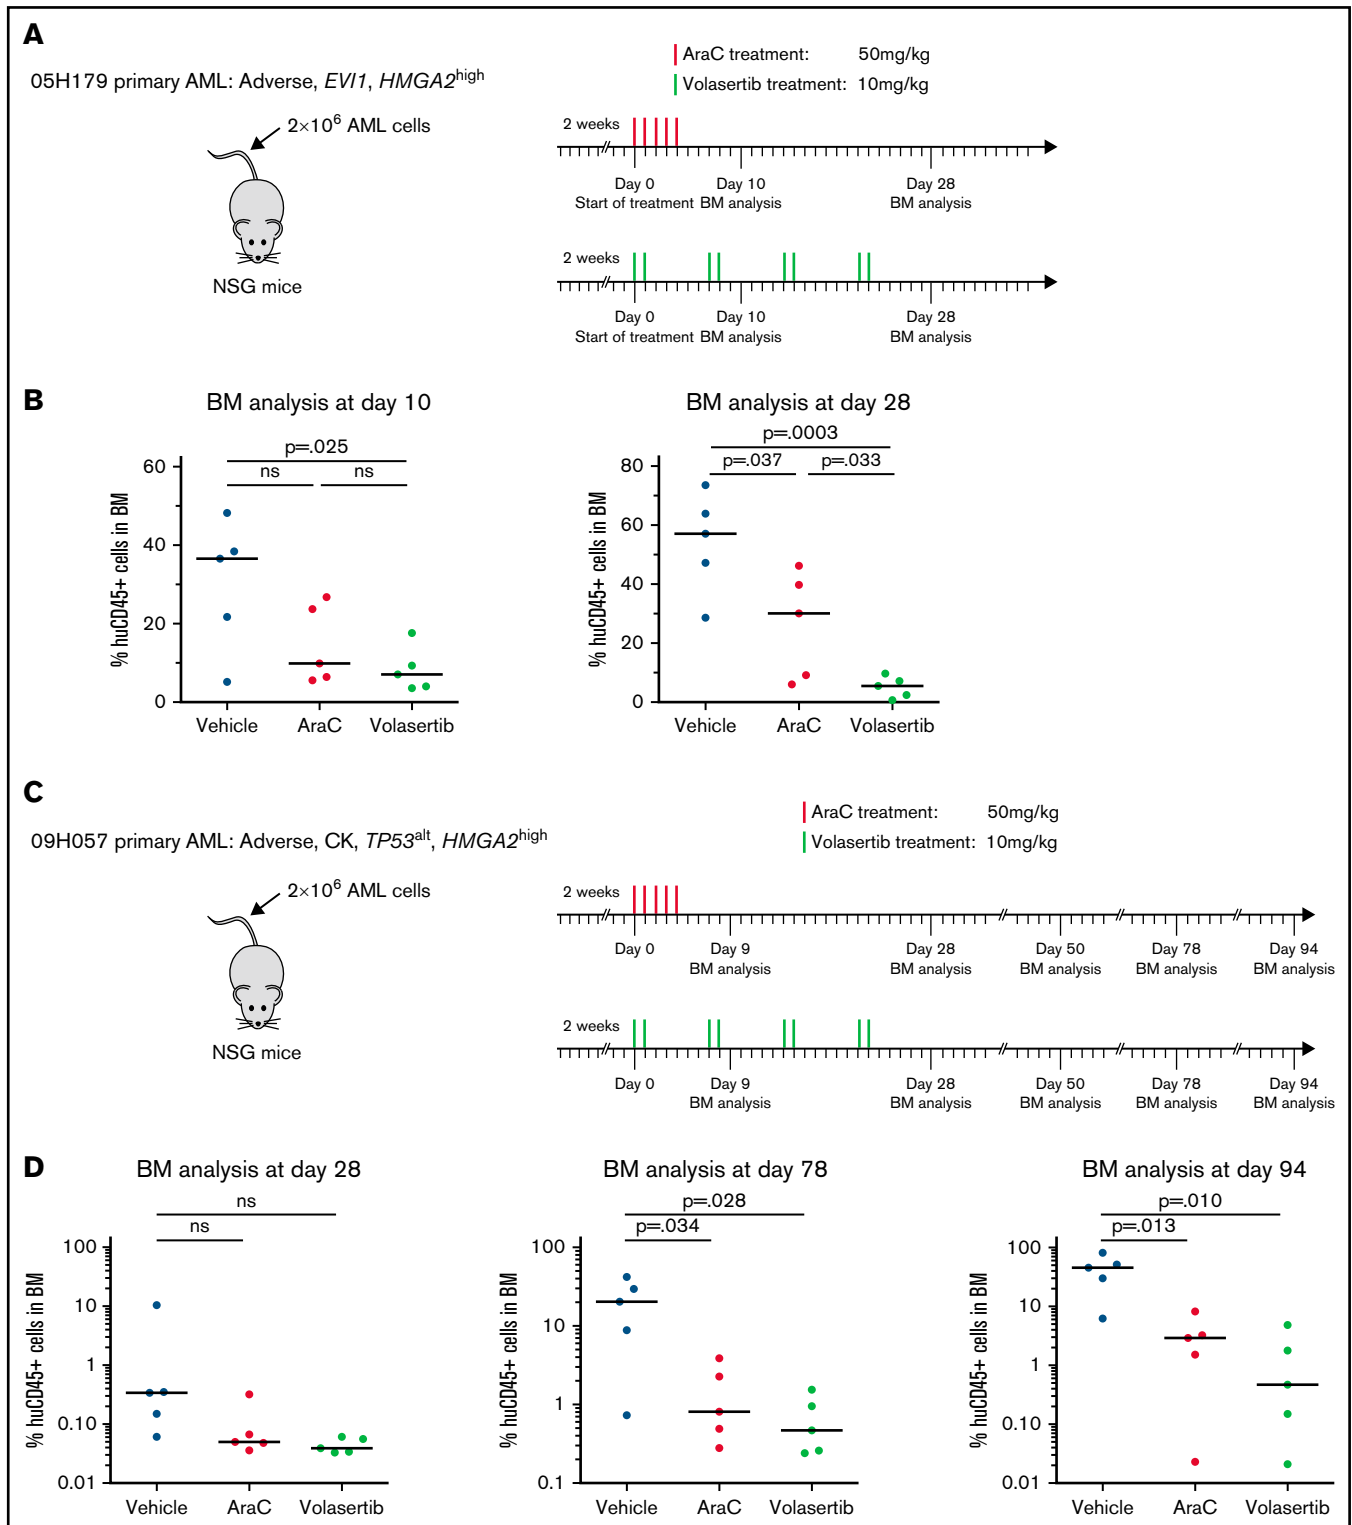 A
05H179 primary AML: Adverse, EVI1, HMGA2high
AraC treatment: 50mg/kg
Volasertib treatment: 10mg/kg
2×10⁶ AML cells
NSG mice
2 weeks
Day 0 Day 10 Day 28
Start of treatment BM analysis BM analysis
2 weeks
Day 0 Day 10 Day 28
Start of treatment BM analysis BM analysis
B
BM analysis at day 10
p=.025
ns ns
% huCD45+ cells in BM
60
40
20
0
Vehicle AraC Volasertib
BM analysis at day 28
p=.0003
p=.037 p=.033
% huCD45+ cells in BM
80
60
40
20
0
Vehicle AraC Volasertib
C
09H057 primary AML: Adverse, CK, TP53alt, HMGA2high
AraC treatment: 50mg/kg
Volasertib treatment: 10mg/kg
2×10⁶ AML cells
NSG mice
2 weeks
Day 0 Day 9 Day 28 Day 50 Day 78 Day 94
BM analysis BM analysis BM analysis BM analysis BM analysis
2 weeks
Day 0 Day 9 Day 28 Day 50 Day 78 Day 94
BM analysis BM analysis BM analysis BM analysis BM analysis
D
BM analysis at day 28
ns
ns
% huCD45+ cells in BM
100
10
1
0.10
0.01
Vehicle AraC Volasertib
BM analysis at day 78
p=.028
p=.034
% huCD45+ cells in BM
100
10
1
0.1
Vehicle AraC Volasertib
BM analysis at day 94
p=.010
p=.013
% huCD45+ cells in BM
100
10
1
0.10
0.01
Vehicle AraC Volasertib